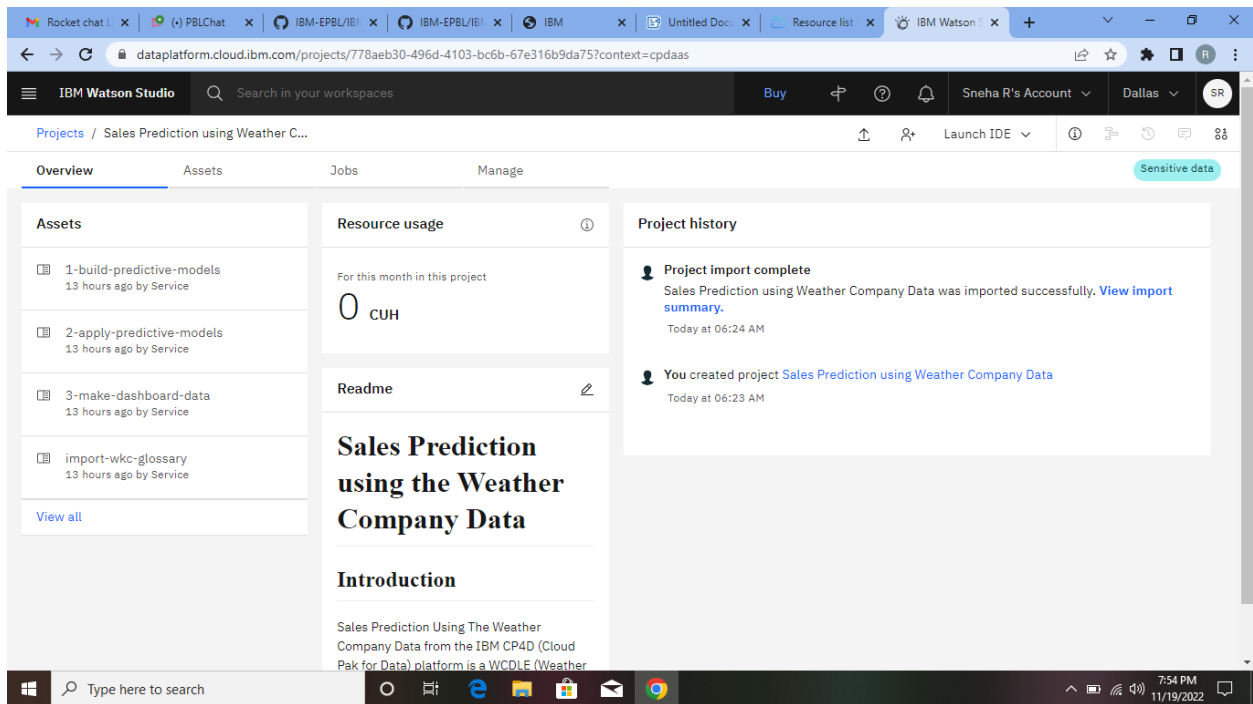 Rocket chat L
(•) PBLChat
IBM-EPBL/IBM
IBM-EPBL/IBM
IBM
Untitled Docu
Resource list
IBM Watson S
dataplatform.cloud.ibm.com/projects/778aeb30-496d-4103-bc6b-67e316b9da75?context=cpdaas
R
IBM Watson Studio
Search in your workspaces
Buy
Sneha R's Account
Dallas
SR
Projects / Sales Prediction using Weather C...
Launch IDE
Overview
Assets
Jobs
Manage
Sensitive data
Assets
1-build-predictive-models
13 hours ago by Service
2-apply-predictive-models
13 hours ago by Service
3-make-dashboard-data
13 hours ago by Service
import-wkc-glossary
13 hours ago by Service
View all
Resource usage
For this month in this project
0 CUH
Readme
Sales Prediction
using the Weather
Company Data
Introduction
Sales Prediction Using The Weather
Company Data from the IBM CP4D (Cloud
Pak for Data) platform is a WCDLE (Weather
Project history
Project import complete
Sales Prediction using Weather Company Data was imported successfully. View import
summary.
Today at 06:24 AM
You created project Sales Prediction using Weather Company Data
Today at 06:23 AM
Type here to search
7:54 PM
11/19/2022